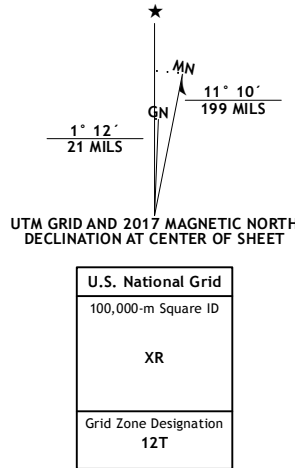 MN
GN
11° 10´
199 MILS
1° 12´
21 MILS
UTM GRID AND 2017 MAGNETIC NORTH
DECLINATION AT CENTER OF SHEET
U.S. National Grid
100,000-m Square ID
XR
Grid Zone Designation
12T